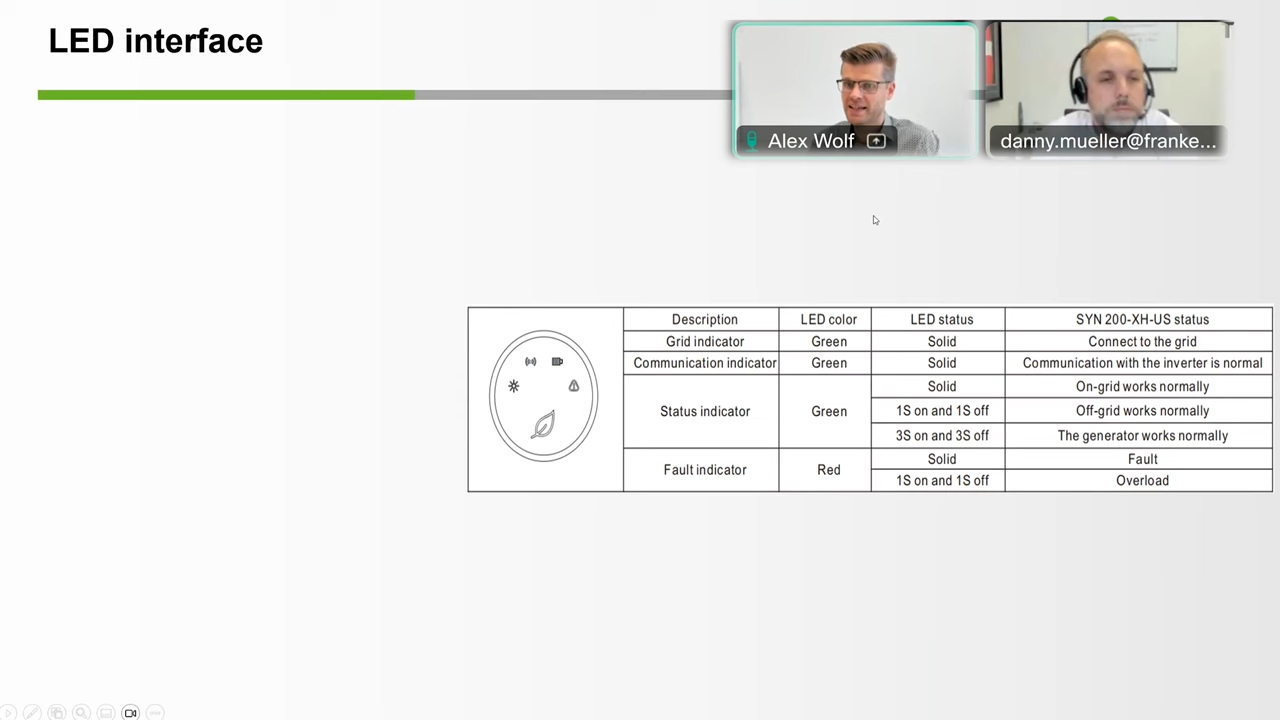 LED interface
Alex Wolf
danny.mueller@franke...
Description LED color LED status SYN 200-XH-US status
Grid indicator Green Solid Connect to the grid
Communication indicator Green Solid Communication with the inverter is normal
Status indicator Green Solid On-grid works normally
1S on and 1S off Off-grid works normally
3S on and 3S off The generator works normally
Fault indicator Red Solid Fault
1S on and 1S off Overload